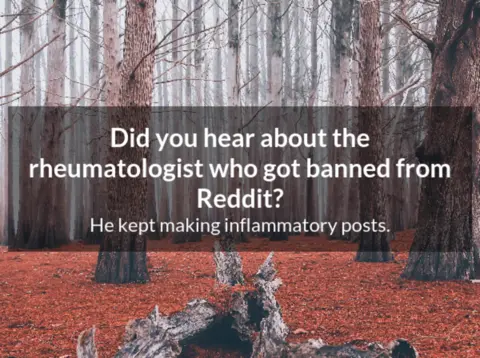 Did you hear about the
rheumatologist who got banned from
Reddit?
He kept making inflammatory posts.